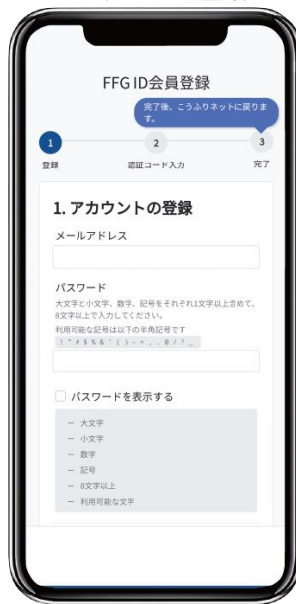 FFG ID会員登録
完了後、こうふりネットに戻りま
す。
1
2
3
登録
認証コード入力
完了
1. アカウントの登録
メールアドレス
パスワード
大文字と小文字、数字、記号をそれぞれ1文字以上含めて、
8文字以上で入力してください。
利用可能な記号は以下の半角記号です
! " # $ % & ' ( ) - = , . @ / ? _
パスワードを表示する
— 大文字
— 小文字
— 数字
— 記号
— 8文字以上
— 利用可能な文字